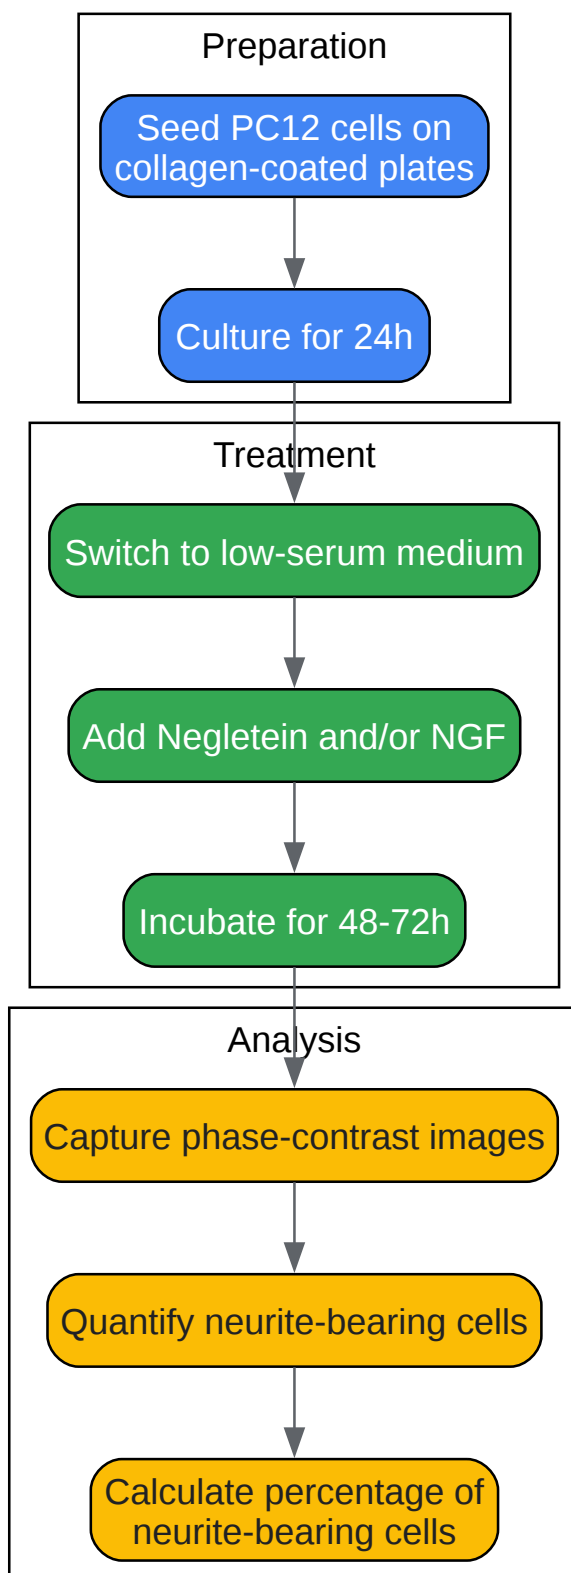 Preparation
Seed PC12 cells on
collagen-coated plates
Culture for 24h
Treatment
Switch to low-serum medium
Add Negletein and/or NGF
Incubate for 48-72h
Analysis
Capture phase-contrast images
Quantify neurite-bearing cells
Calculate percentage of
neurite-bearing cells